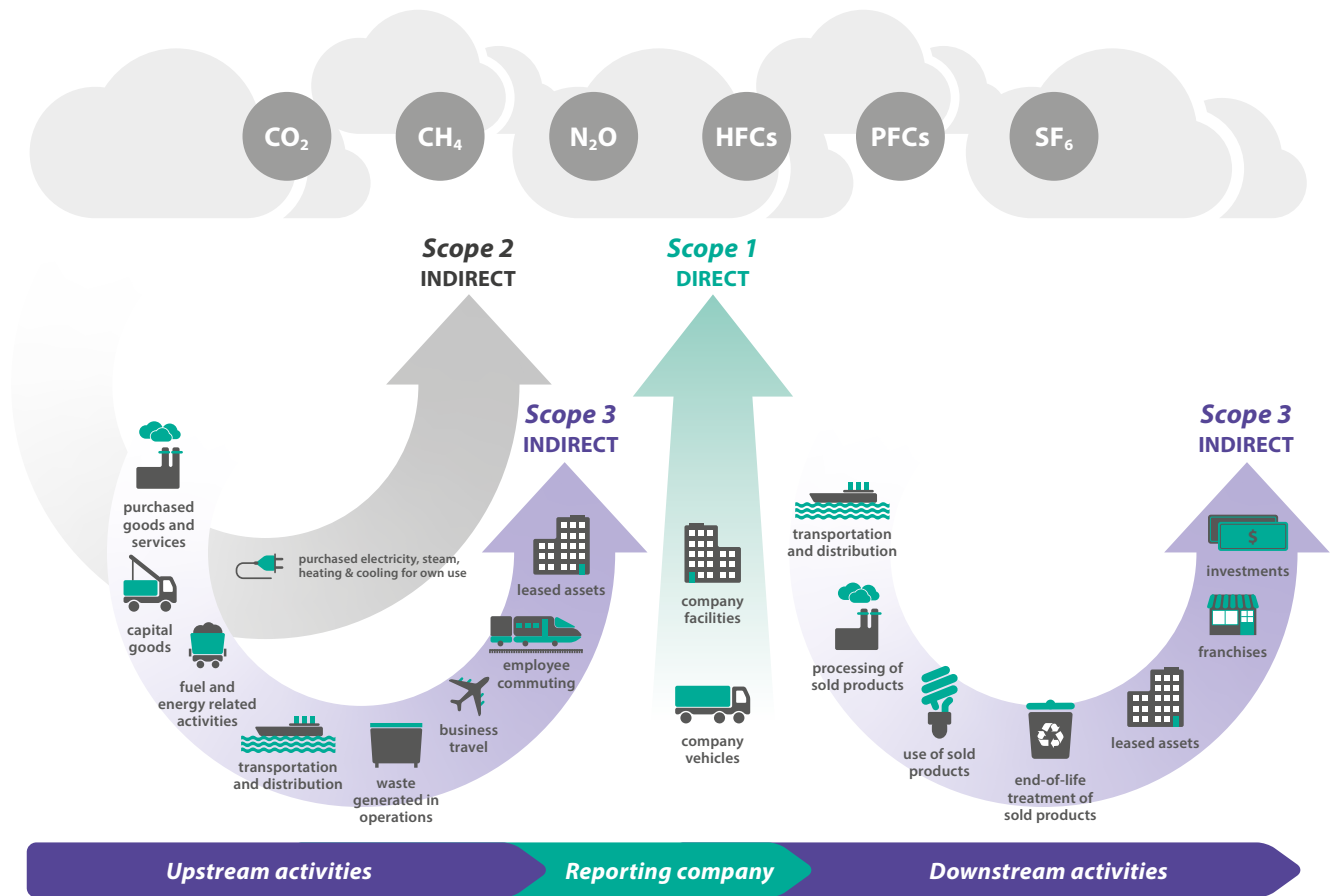 CO₂
CH₄
N₂O
HFCs
PFCs
SF₆
Scope 2
INDIRECT
Scope 1
DIRECT
Scope 3
INDIRECT
Scope 3
INDIRECT
purchased
goods and
services
capital
goods
fuel and
energy related
activities
purchased electricity, steam,
heating & cooling for own use
transportation
and distribution
waste
generated in
operations
business
travel
employee
commuting
leased assets
company
facilities
company
vehicles
transportation
and distribution
processing of
sold products
use of sold
products
end-of-life
treatment of
sold products
leased assets
franchises
$
investments
Upstream activities
Reporting company
Downstream activities